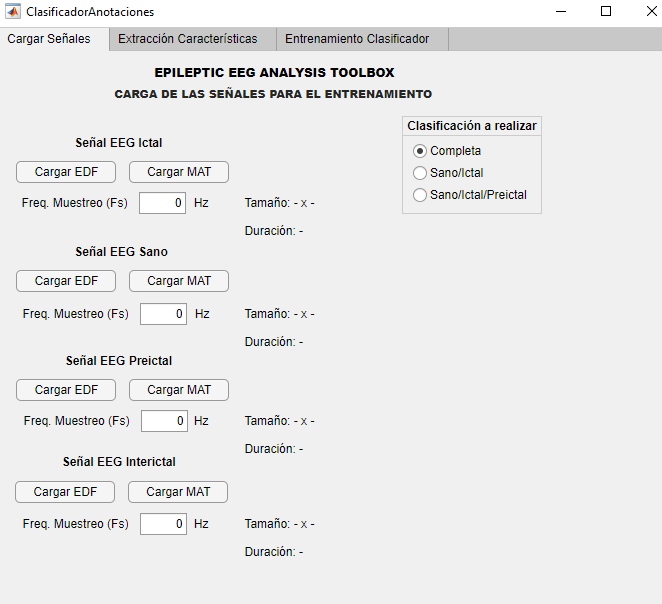 ClasificadorAnotaciones
Cargar Señales Extracción Características Entrenamiento Clasificador
EPILEPTIC EEG ANALYSIS TOOLBOX
CARGA DE LAS SEÑALES PARA EL ENTRENAMIENTO
Clasificación a realizar
Completa
Sano/Ictal
Sano/Ictal/Preictal
Señal EEG Ictal
Cargar EDF Cargar MAT
Freq. Muestreo (Fs) 0 Hz Tamaño: - x -
Duración: -
Señal EEG Sano
Cargar EDF Cargar MAT
Freq. Muestreo (Fs) 0 Hz Tamaño: - x -
Duración: -
Señal EEG Preictal
Cargar EDF Cargar MAT
Freq. Muestreo (Fs) 0 Hz Tamaño: - x -
Duración: -
Señal EEG Interictal
Cargar EDF Cargar MAT
Freq. Muestreo (Fs) 0 Hz Tamaño: - x -
Duración: -